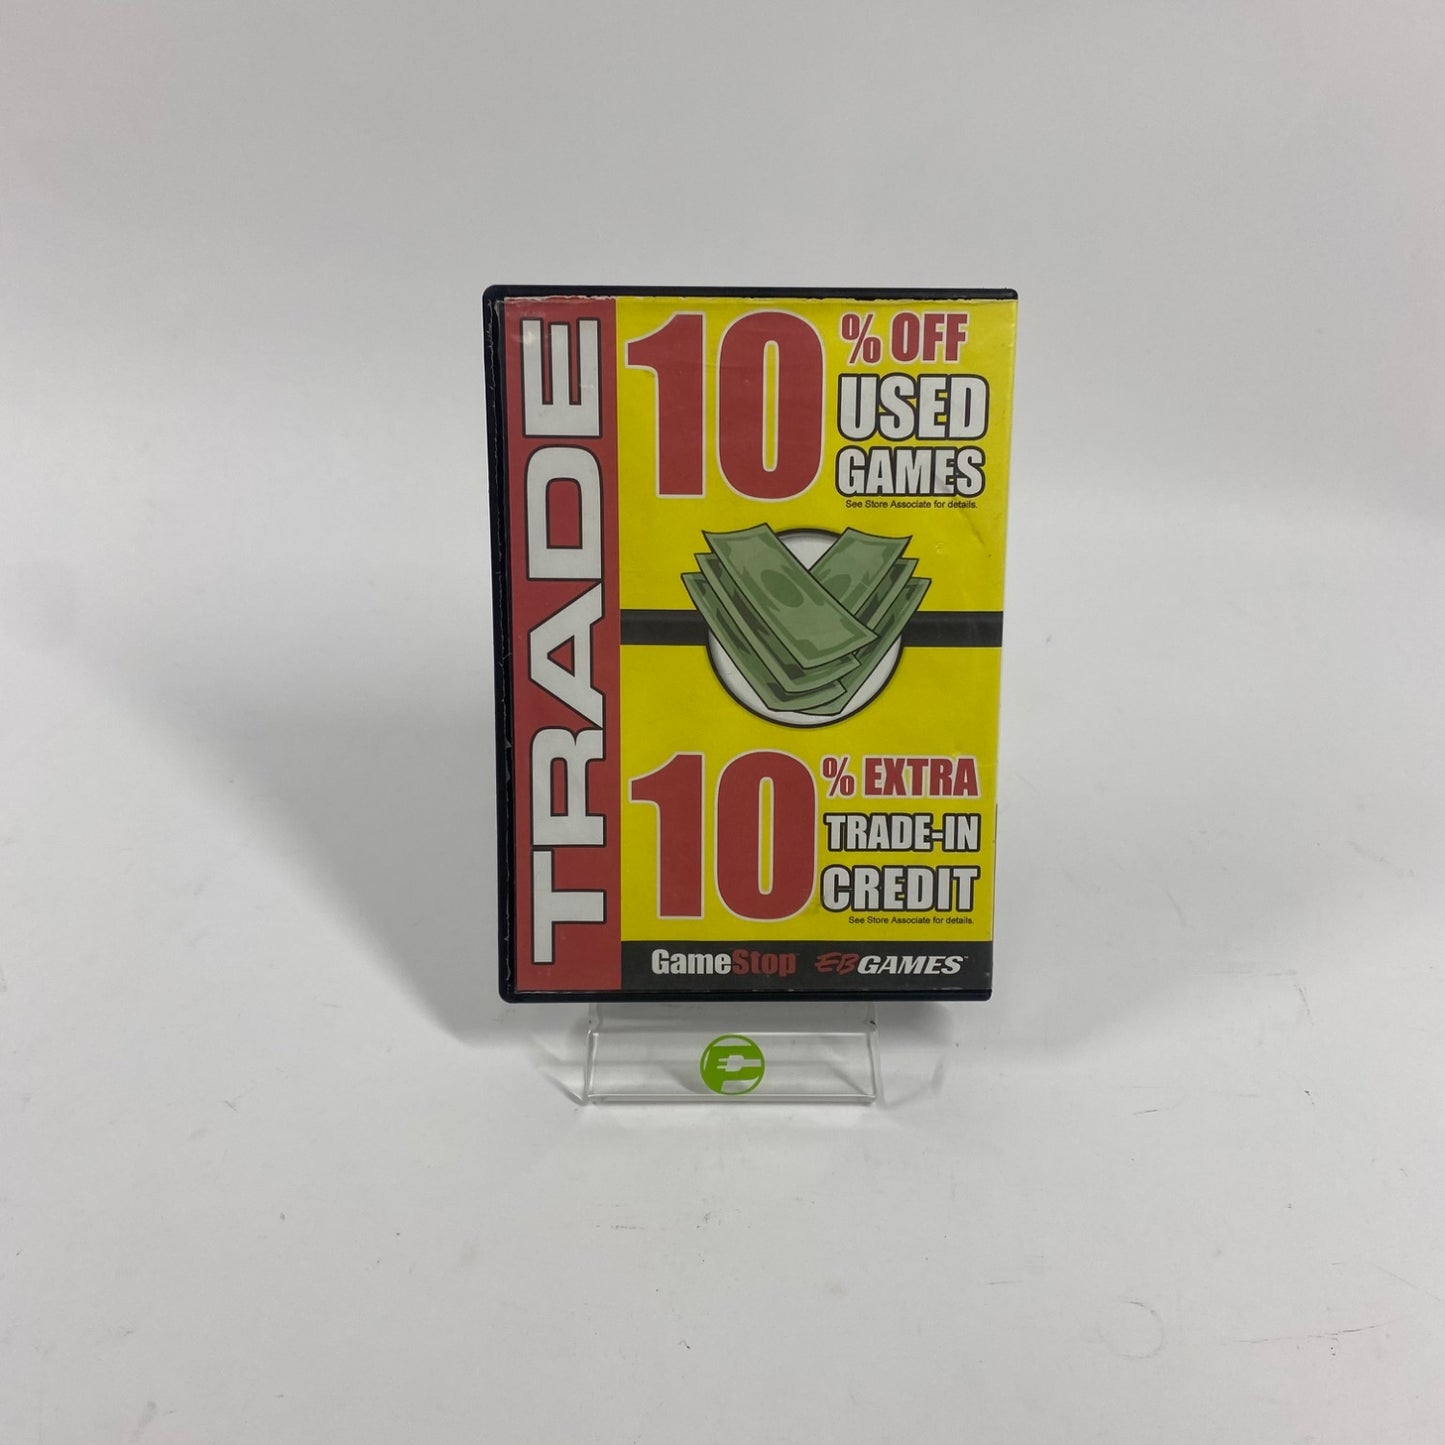 TRADE
10% OFF
USED
GAMES
See Store Associate for details.
10% EXTRA
TRADE-IN
CREDIT
See Store Associate for details.
GameStop EB GAMES™